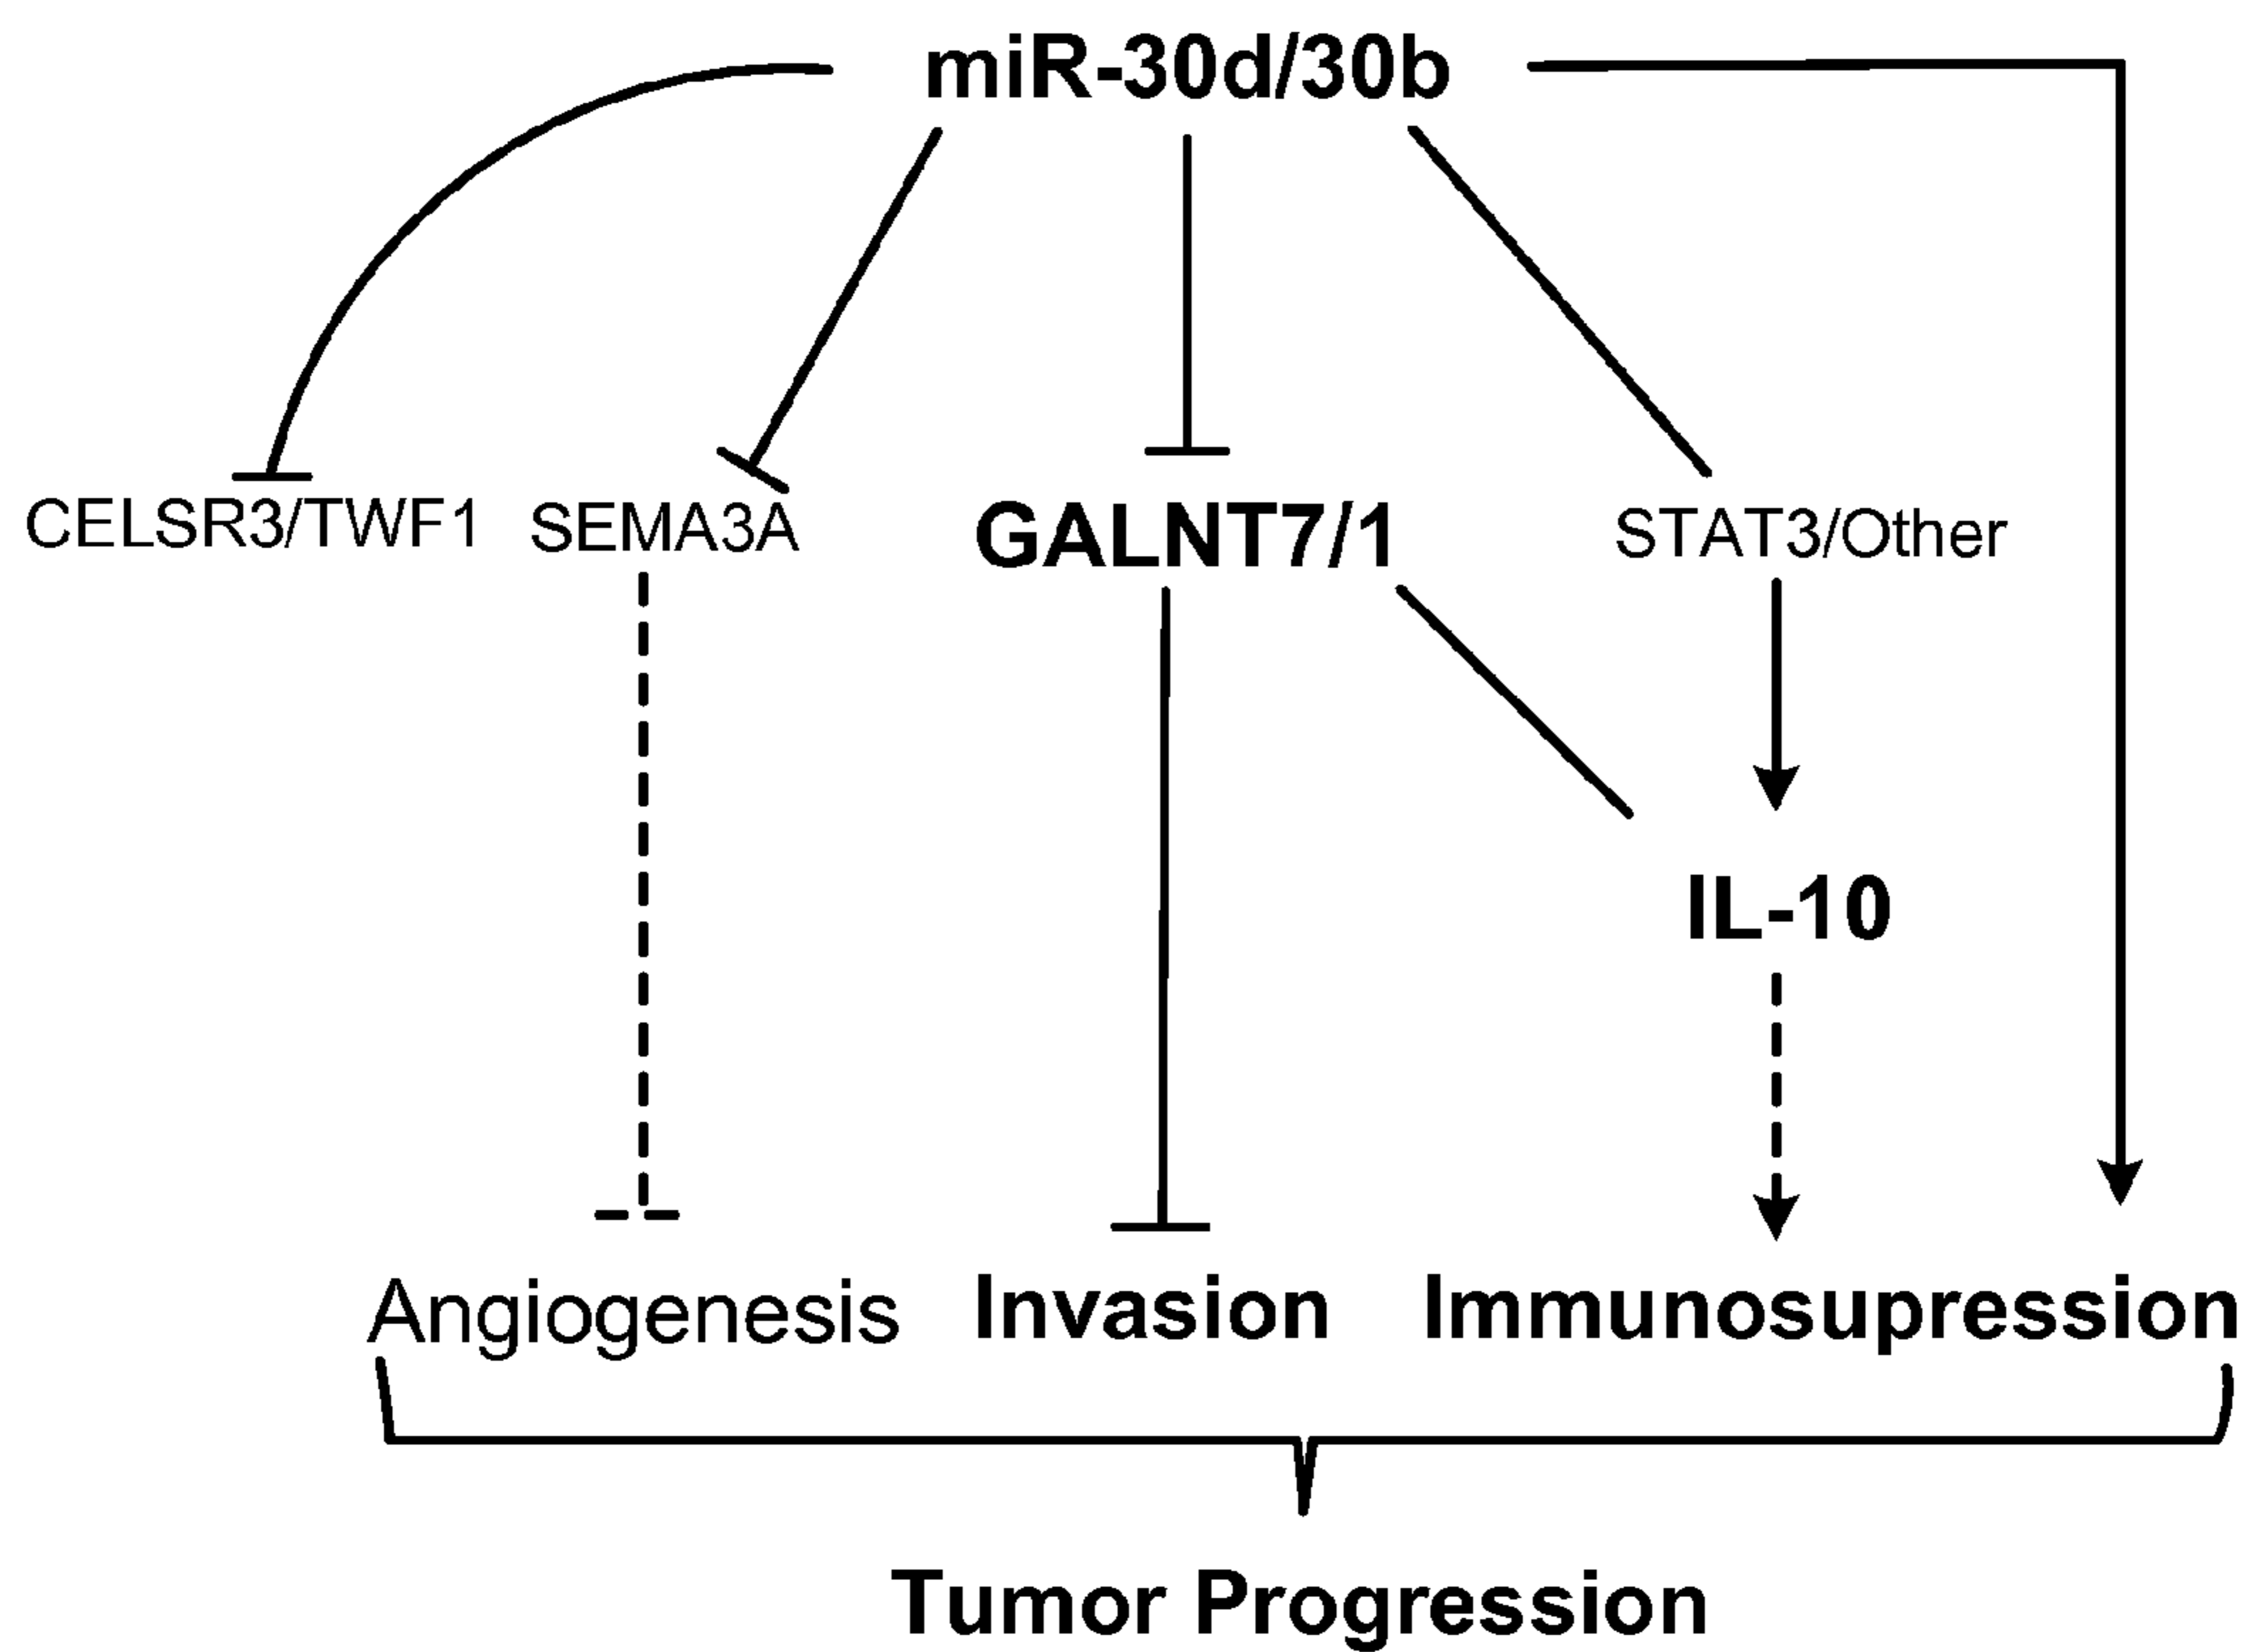 miR-30d/30b
CELSR3/TWF1
SEMA3A
GALNT7/1
STAT3/Other
IL-10
Angiogenesis
Invasion
Immunosupression
Tumor Progression